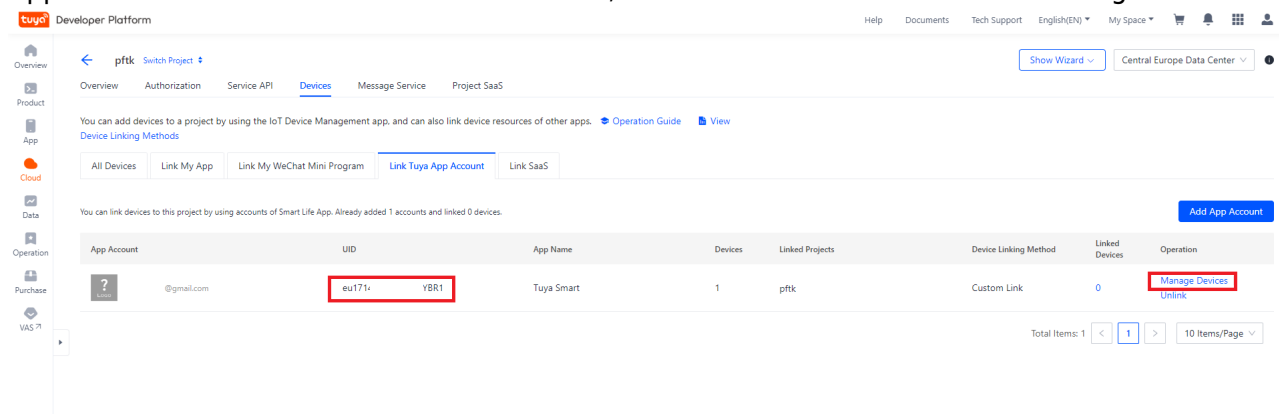 tuya Developer Platform Help Documents Tech Support English(EN) My Space
Overview
Product
App
Cloud
Data
Operation
Purchase
VAS
pftk Switch Project Show Wizard Central Europe Data Center
Overview Authorization Service API Devices Message Service Project SaaS
You can add devices to a project by using the IoT Device Management app, and can also link device resources of other apps. Operation Guide View
Device Linking Methods
All Devices Link My App Link My WeChat Mini Program Link Tuya App Account Link SaaS
You can link devices to this project by using accounts of Smart Life App. Already added 1 accounts and linked 0 devices. Add App Account
App Account UID App Name Devices Linked Projects Device Linking Method Linked Devices Operation
? @gmail.com eu1714 YBR1 Tuya Smart 1 pftk Custom Link 0 Manage Devices
Unlink
Total Items: 1 < 1 > 10 Items/Page